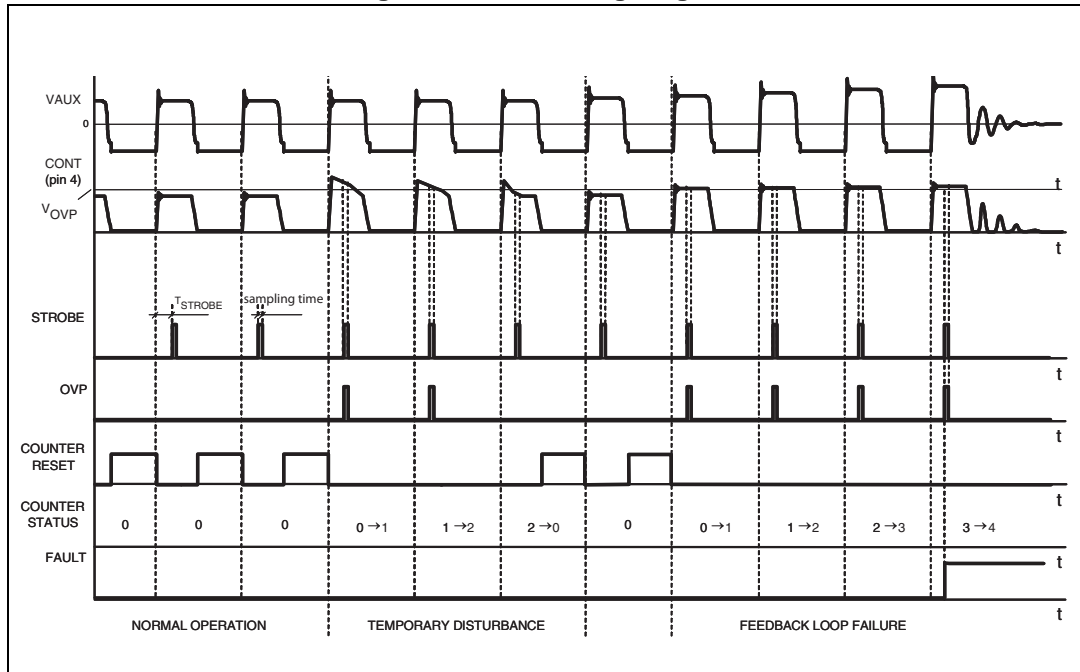 VAUX
0
CONT
(pin 4)
t
VOVP
t
TSTROBE
sampling time
STROBE
t
OVP
t
COUNTER
RESET
t
COUNTER
STATUS
0 0 0 0→1 1→2 2→0 0 0→1 1→2 2→3 3→4
FAULT
t
t
NORMAL OPERATION TEMPORARY DISTURBANCE FEEDBACK LOOP FAILURE